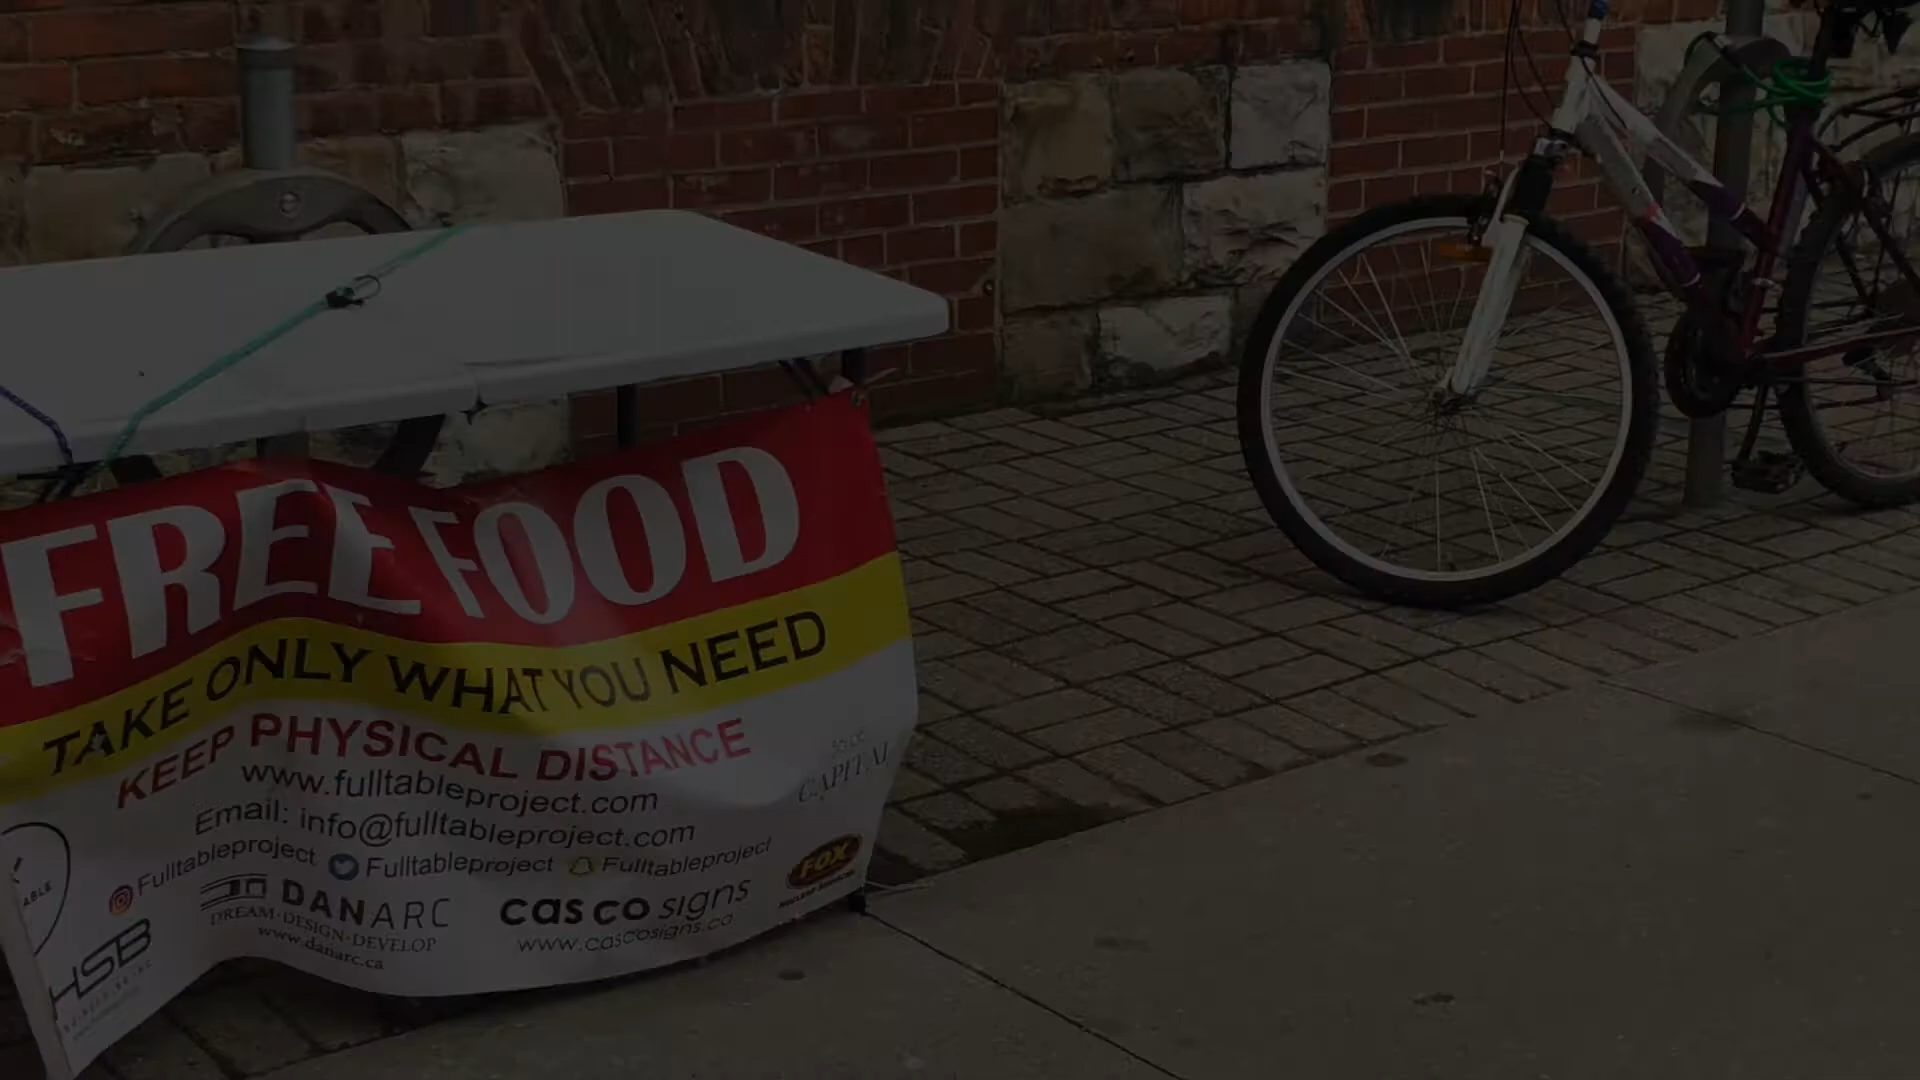 FREE FOOD
TAKE ONLY WHAT YOU NEED
KEEP PHYSICAL DISTANCE
www.fulltableproject.com
Email: info@fulltableproject.com
Fulltableproject Fulltableproject Fulltableproject
CAPITAL
FOX
ABLE
HSB
DANARC
DREAM·DESIGN·DEVELOP
www.danarc.ca
casco signs
www.cascosigns.ca